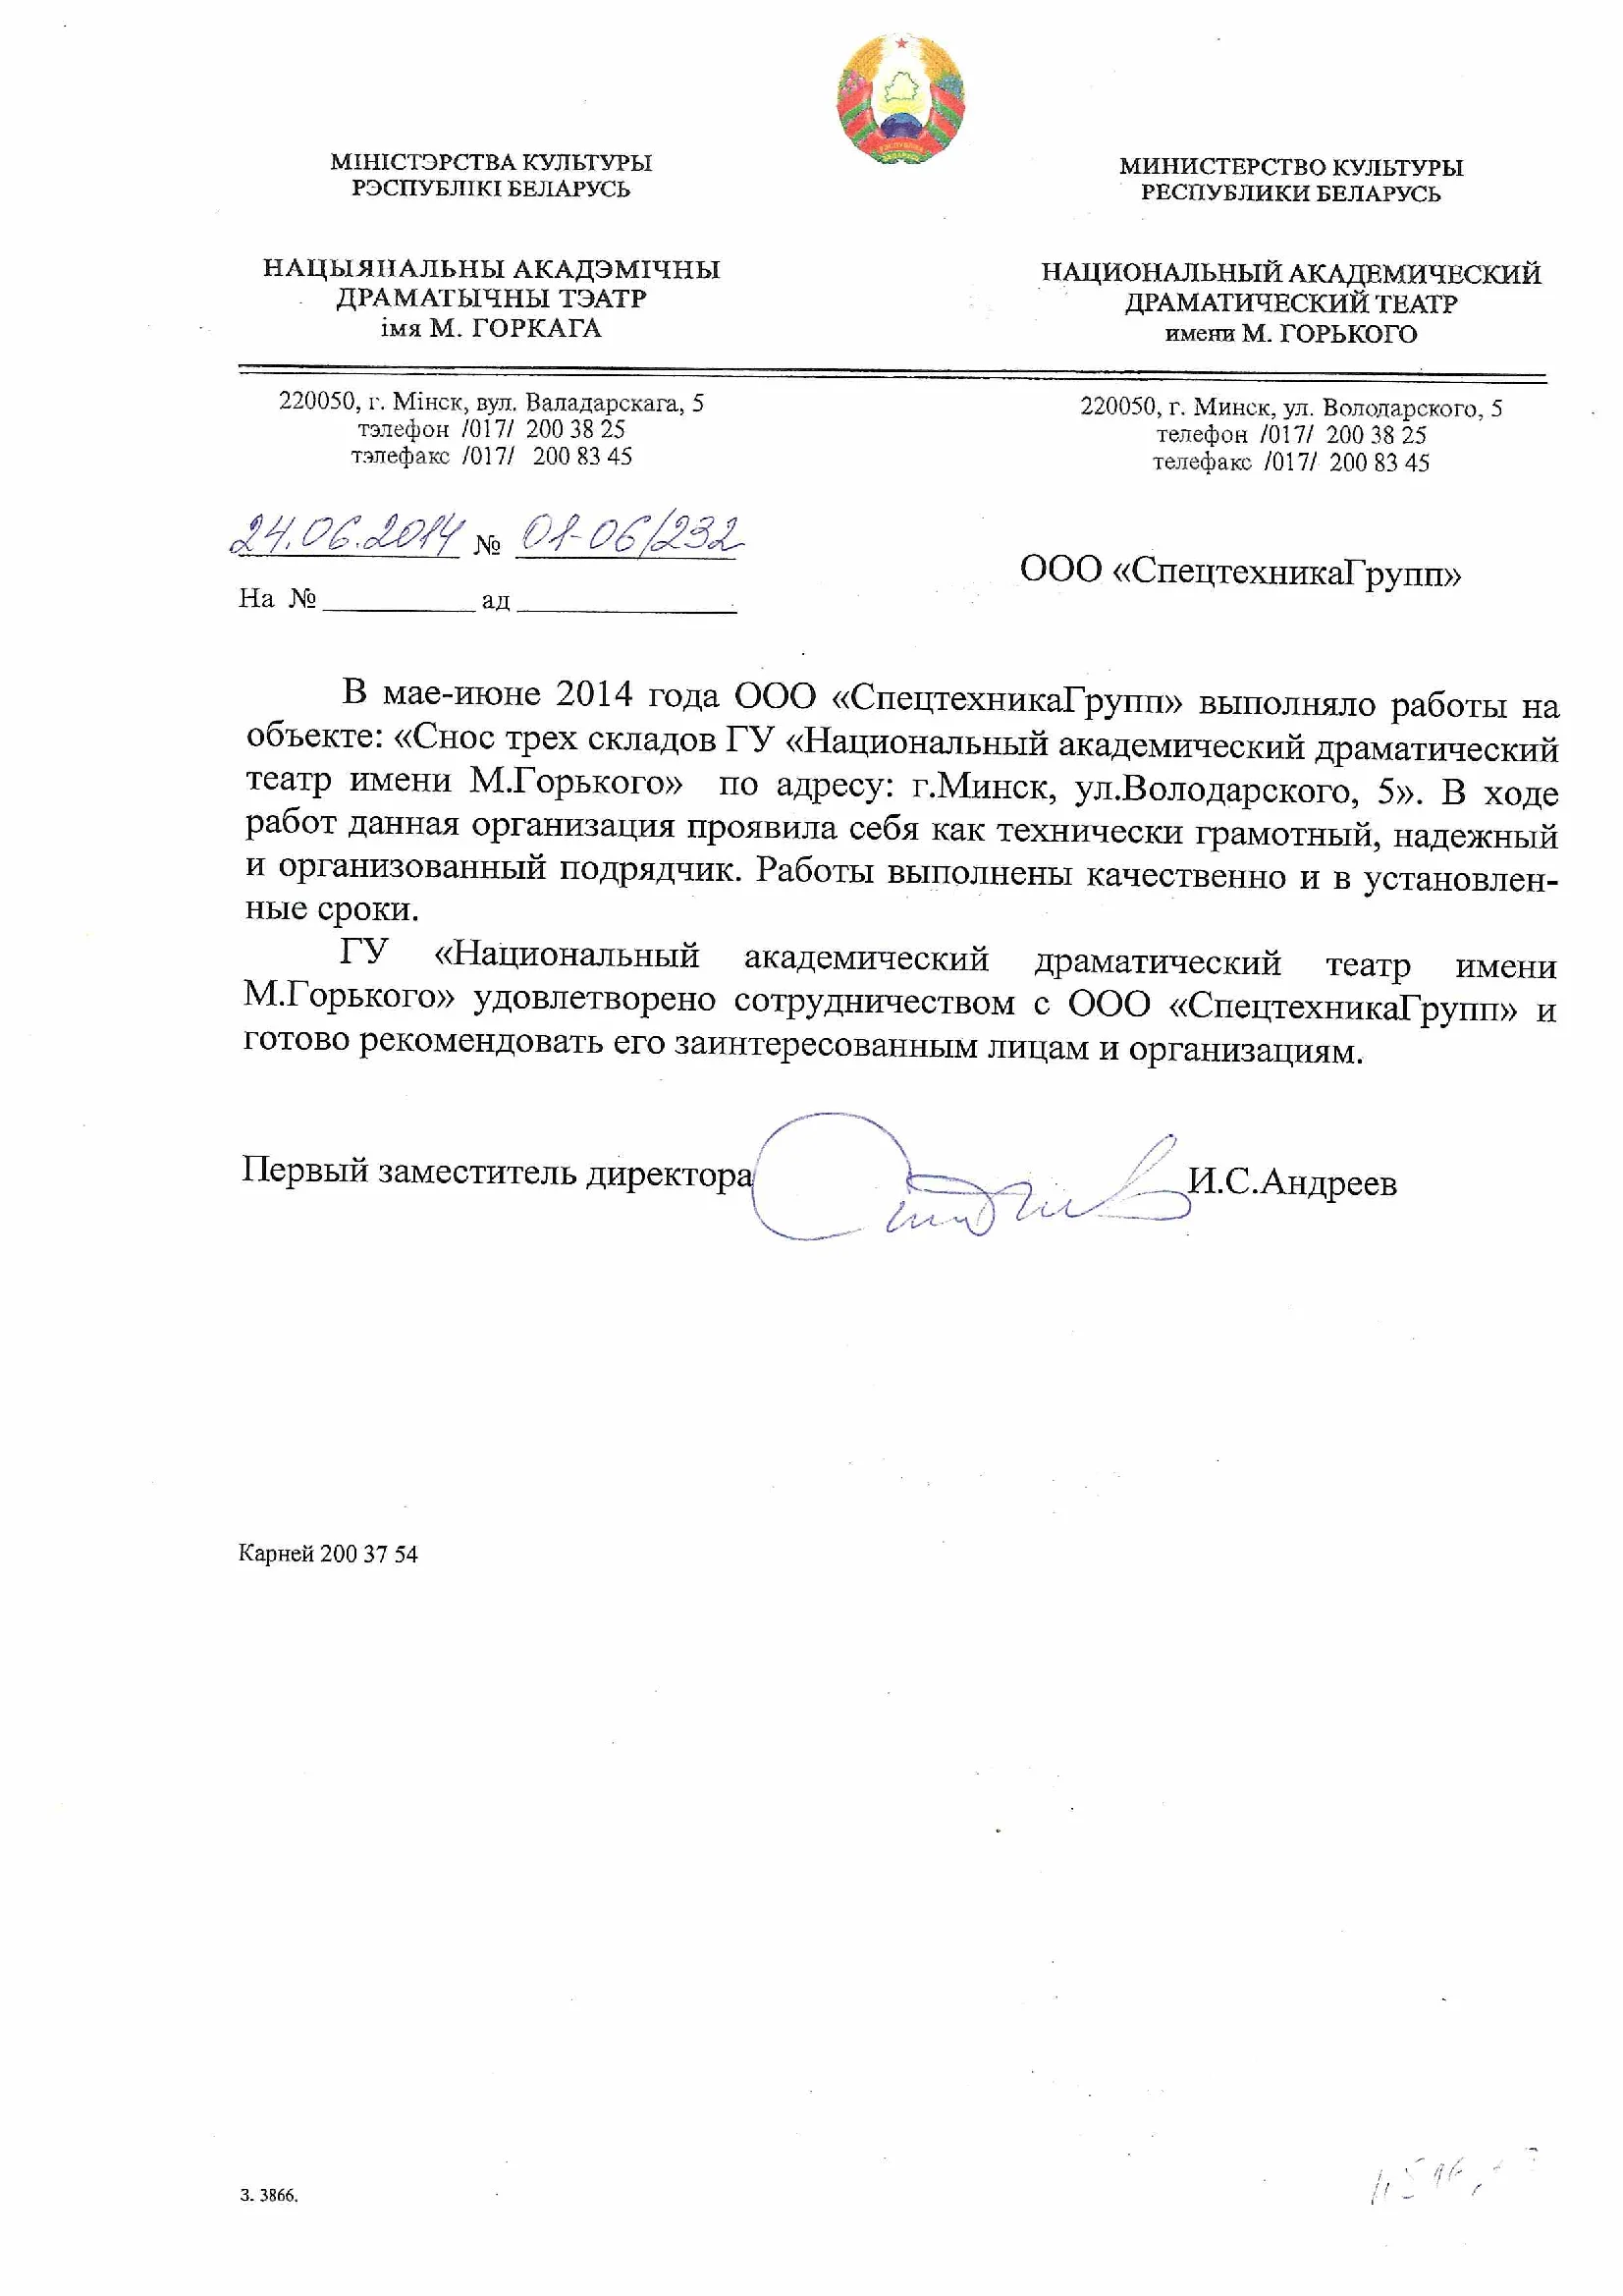 МІНІСТЭРСТВА КУЛЬТУРЫ
РЭСПУБЛІКІ БЕЛАРУСЬ
НАЦЫЯНАЛЬНЫ АКАДЭМІЧНЫ
ДРАМАТЫЧНЫ ТЭАТР
імя М. ГОРКАГА
220050, г. Мінск, вул. Валадарскага, 5
тэлефон /017/ 200 38 25
тэлефакс /017/ 200 83 45
МИНИСТЕРСТВО КУЛЬТУРЫ
РЕСПУБЛИКИ БЕЛАРУСЬ
НАЦИОНАЛЬНЫЙ АКАДЕМИЧЕСКИЙ
ДРАМАТИЧЕСКИЙ ТЕАТР
имени М. ГОРЬКОГО
220050, г. Минск, ул. Володарского, 5
телефон /017/ 200 38 25
телефакс /017/ 200 83 45
24.06.2014 № 01-06/232
На № ад
ООО «СпецтехникаГрупп»
В мае-июне 2014 года ООО «СпецтехникаГрупп» выполняло работы на
объекте: «Снос трех складов ГУ «Национальный академический драматический
театр имени М.Горького» по адресу: г.Минск, ул.Володарского, 5». В ходе
работ данная организация проявила себя как технически грамотный, надежный
и организованный подрядчик. Работы выполнены качественно и в установлен-
ные сроки.
ГУ «Национальный академический драматический театр имени
М.Горького» удовлетворено сотрудничеством с ООО «СпецтехникаГрупп» и
готово рекомендовать его заинтересованным лицам и организациям.
Первый заместитель директора И.С.Андреев
Карней 200 37 54
З. 3866.